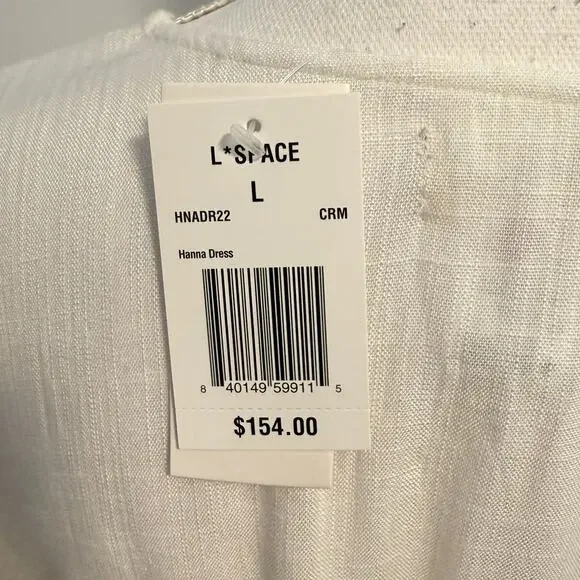 L*SPACE
L
HNADR22 CRM
Hanna Dress
8 40149 59911 5
$154.00